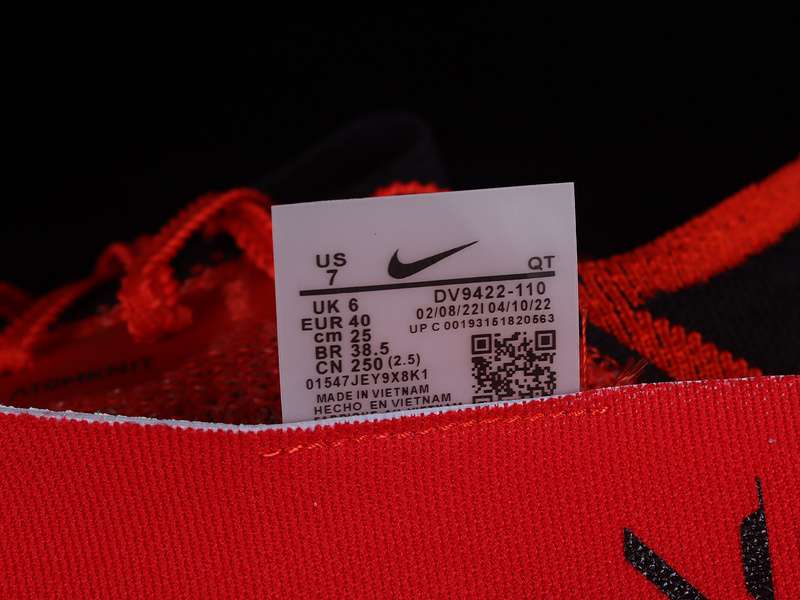 US
7
QT
UK 6
DV9422-110
EUR 40
02/08/22I 04/10/22
cm 25
UP C 00193151820563
BR 38.5
CN 250 (2.5)
01547JEY9X8K1
MADE IN VIETNAM
HECHO EN VIETNAM